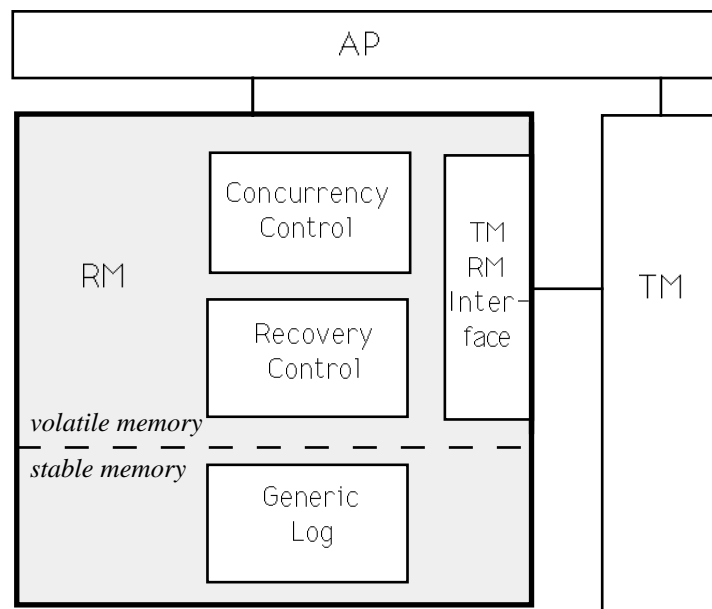 AP
Concurrency
Control
RM
TM
RM
Inter-
face
TM
Recovery
Control
volatile memory
stable memory
Generic
Log